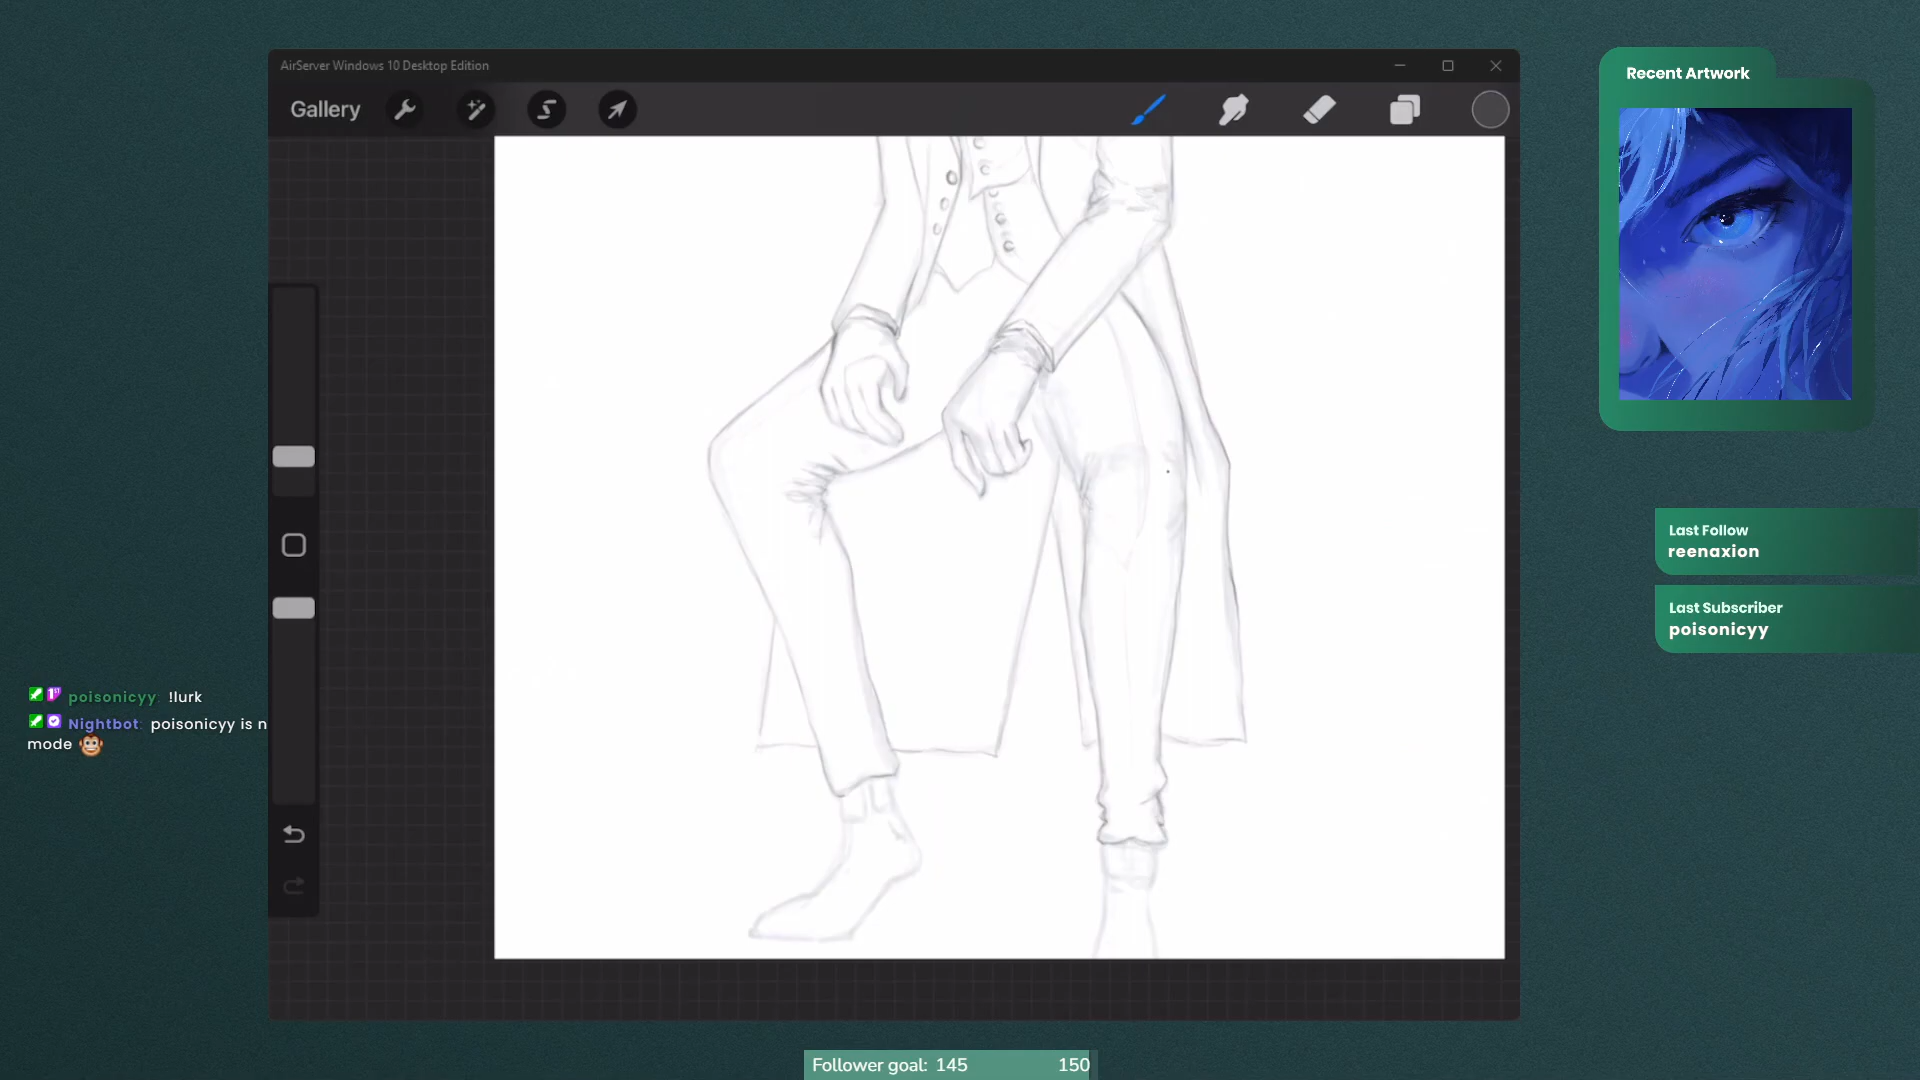 AirServer Windows 10 Desktop Edition
Gallery
Recent Artwork
Last Follow
reenaxion
Last Subscriber
poisonicyy
poisonicyy: !lurk
Nightbot: poisonicyy is n
mode
Follower goal: 145 150